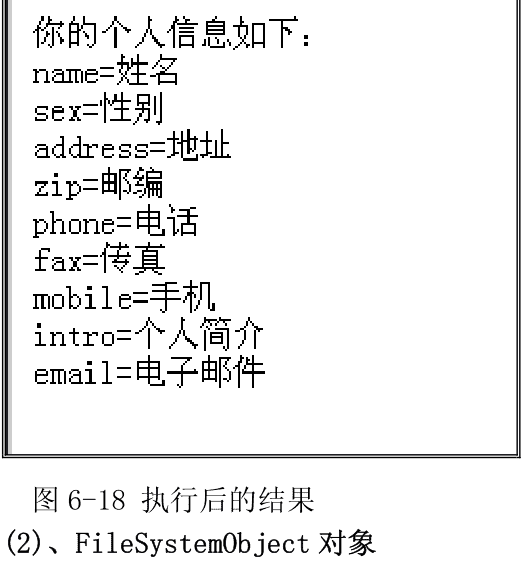 你的个人信息如下：
name=姓名
sex=性别
address=地址
zip=邮编
phone=电话
fax=传真
mobile=手机
intro=个人简介
email=电子邮件
图 6-18 执行后的结果
(2)、FileSystemObject 对象